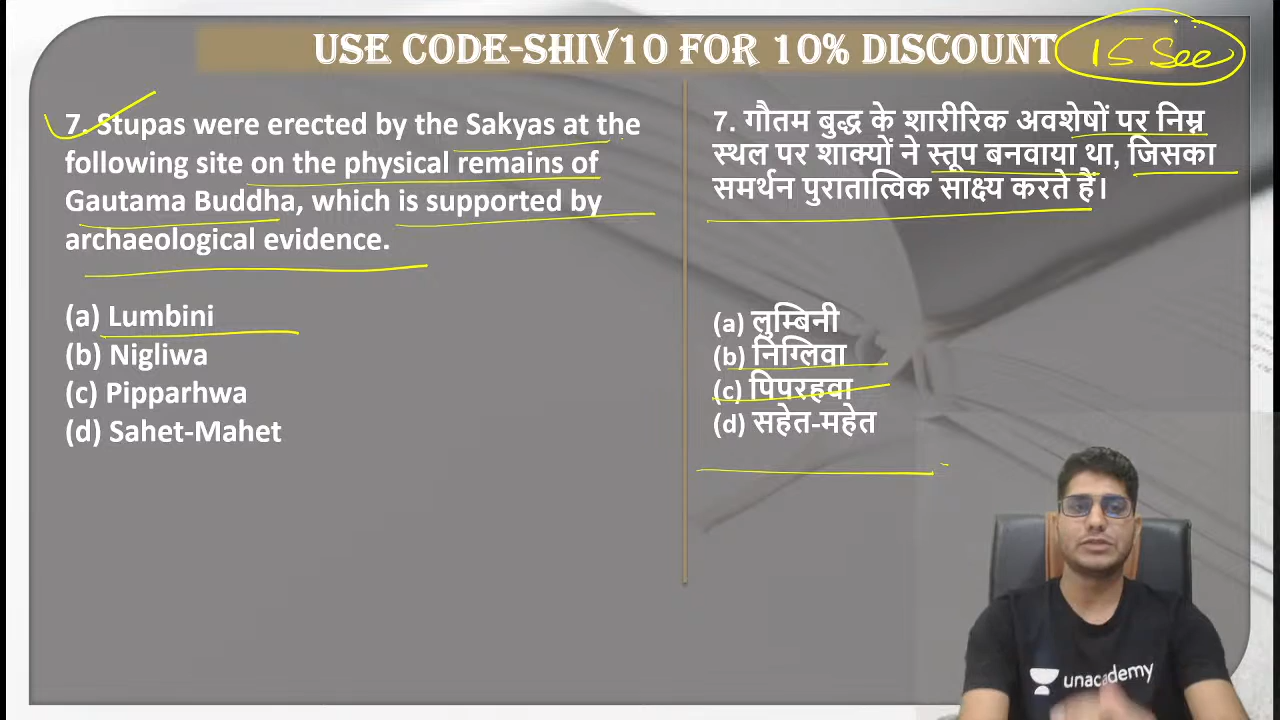 USE CODE-SHIV10 FOR 10% DISCOUNT
15 See
7. Stupas were erected by the Sakyas at the
following site on the physical remains of
Gautama Buddha, which is supported by
archaeological evidence.
(a) Lumbini
(b) Nigliwa
(c) Pipparhwa
(d) Sahet-Mahet
7. गौतम बुद्ध के शारीरिक अवशेषों पर निम्न
स्थल पर शाक्यों ने स्तूप बनवाया था, जिसका
समर्थन पुरातात्विक साक्ष्य करते हैं।
(a) लुम्बिनी
(b) निग्लिवा
(c) पिपरहवा
(d) सहेत-महेत
unacademy